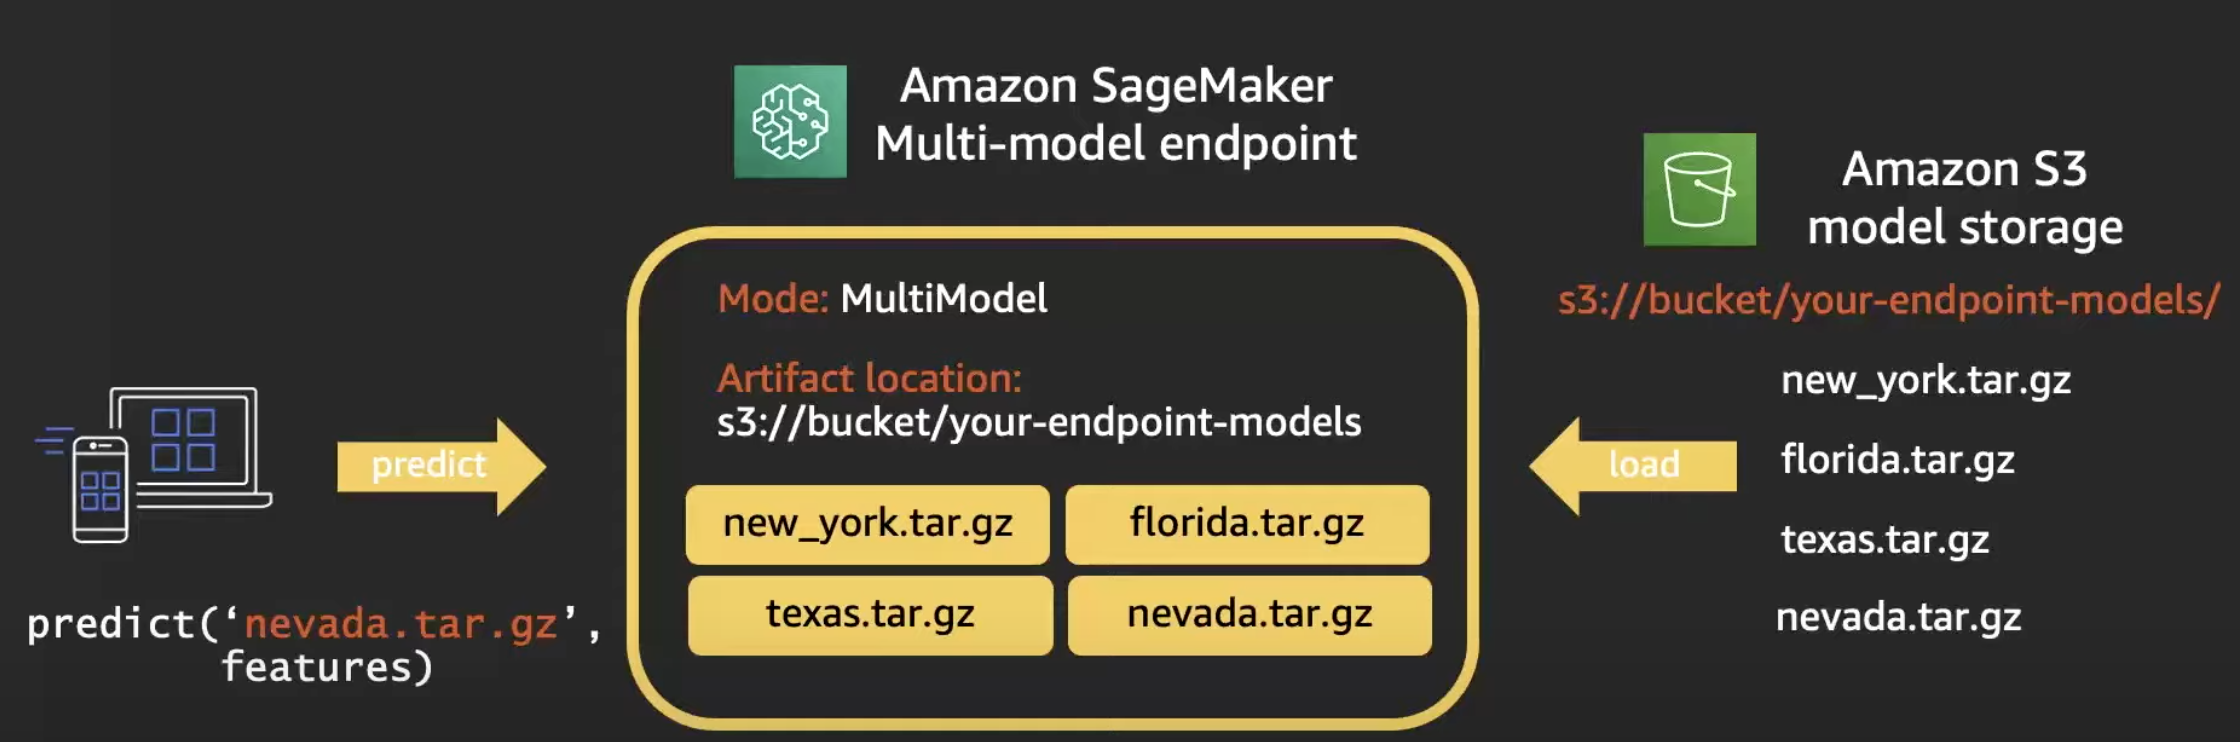 Amazon SageMaker
Multi-model endpoint
Amazon S3
model storage
s3://bucket/your-endpoint-models/
Mode: MultiModel
Artifact location:
s3://bucket/your-endpoint-models
new_york.tar.gz
florida.tar.gz
texas.tar.gz
nevada.tar.gz
predict
predict(‘nevada.tar.gz’,
features)
load
new_york.tar.gz
florida.tar.gz
texas.tar.gz
nevada.tar.gz